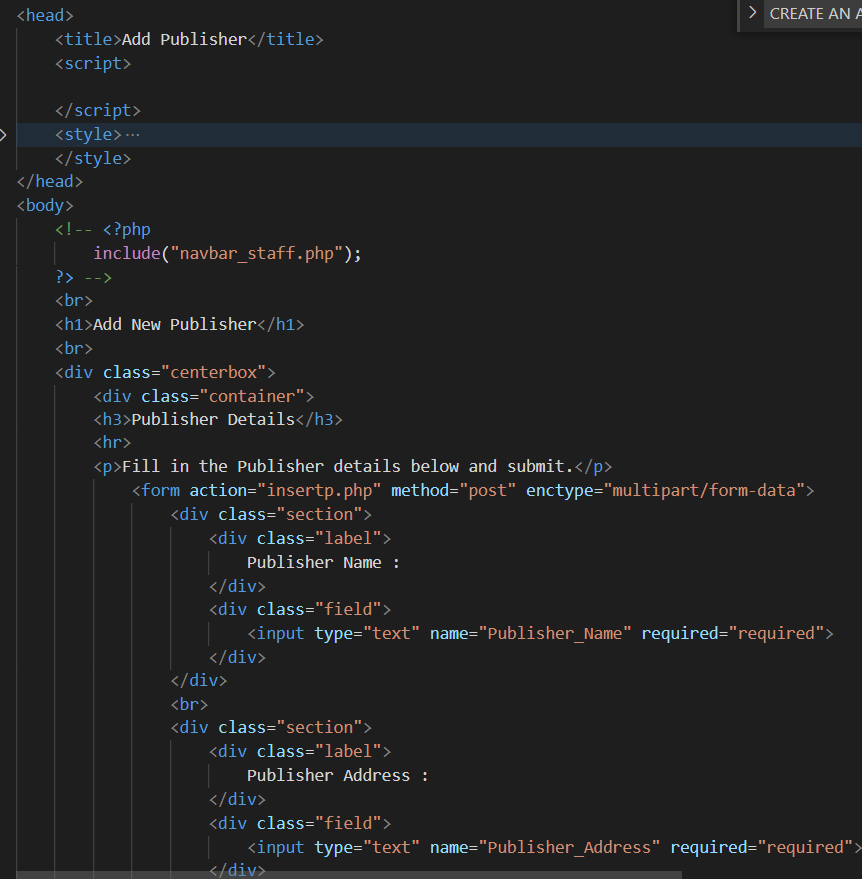 <head>
CREATE AN A
<title>Add Publisher</title>
<script>
</script>
<style>···
</style>
</head>
<body>
<!-- <?php
include("navbar_staff.php");
?> -->
<br>
<h1>Add New Publisher</h1>
<br>
<div class="centerbox">
<div class="container">
<h3>Publisher Details</h3>
<hr>
<p>Fill in the Publisher details below and submit.</p>
<form action="insertp.php" method="post" enctype="multipart/form-data">
<div class="section">
<div class="label">
Publisher Name :
</div>
<div class="field">
<input type="text" name="Publisher_Name" required="required">
</div>
</div>
<br>
<div class="section">
<div class="label">
Publisher Address :
</div>
<div class="field">
<input type="text" name="Publisher_Address" required="required">
</div>